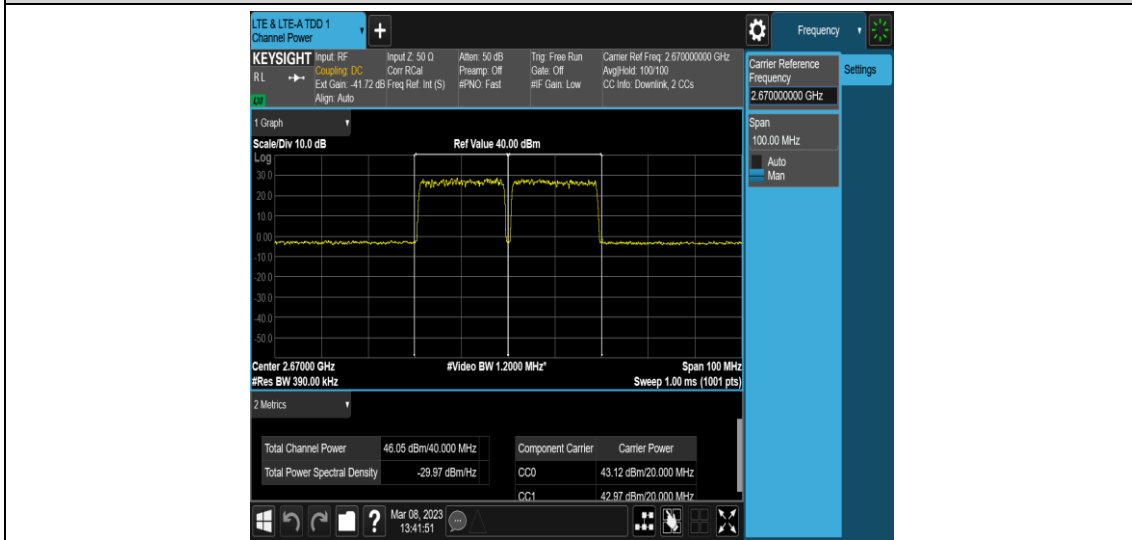 LTE & LTE-A TDD 1
Channel Power
+
Frequency
KEYSIGHT
RL
LXI
Input: RF
Coupling: DC
Ext Gain: -41.72 dB
Align: Auto
Input Z: 50 Ω
Corr RCal
Freq Ref: Int (S)
Atten: 50 dB
Preamp: Off
#PNO: Fast
Trig: Free Run
Gate: Off
#IF Gain: Low
Carrier Ref Freq: 2.670000000 GHz
Avg|Hold: 100/100
CC Info: Downlink, 2 CCs
Carrier Reference
Frequency
2.670000000 GHz
Settings
Span
100.00 MHz
Auto
Man
1 Graph
Scale/Div 10.0 dB
Ref Value 40.00 dBm
Log
30.0
20.0
10.0
0.00
-10.0
-20.0
-30.0
-40.0
-50.0
Center 2.67000 GHz
#Video BW 1.2000 MHz*
Span 100 MHz
#Res BW 390.00 kHz
Sweep 1.00 ms (1001 pts)
2 Metrics
Total Channel Power 46.05 dBm/40.000 MHz
Total Power Spectral Density -29.97 dBm/Hz
Component Carrier Carrier Power
CC0 43.12 dBm/20.000 MHz
CC1 42.97 dBm/20.000 MHz
?
Mar 08, 2023
13:41:51